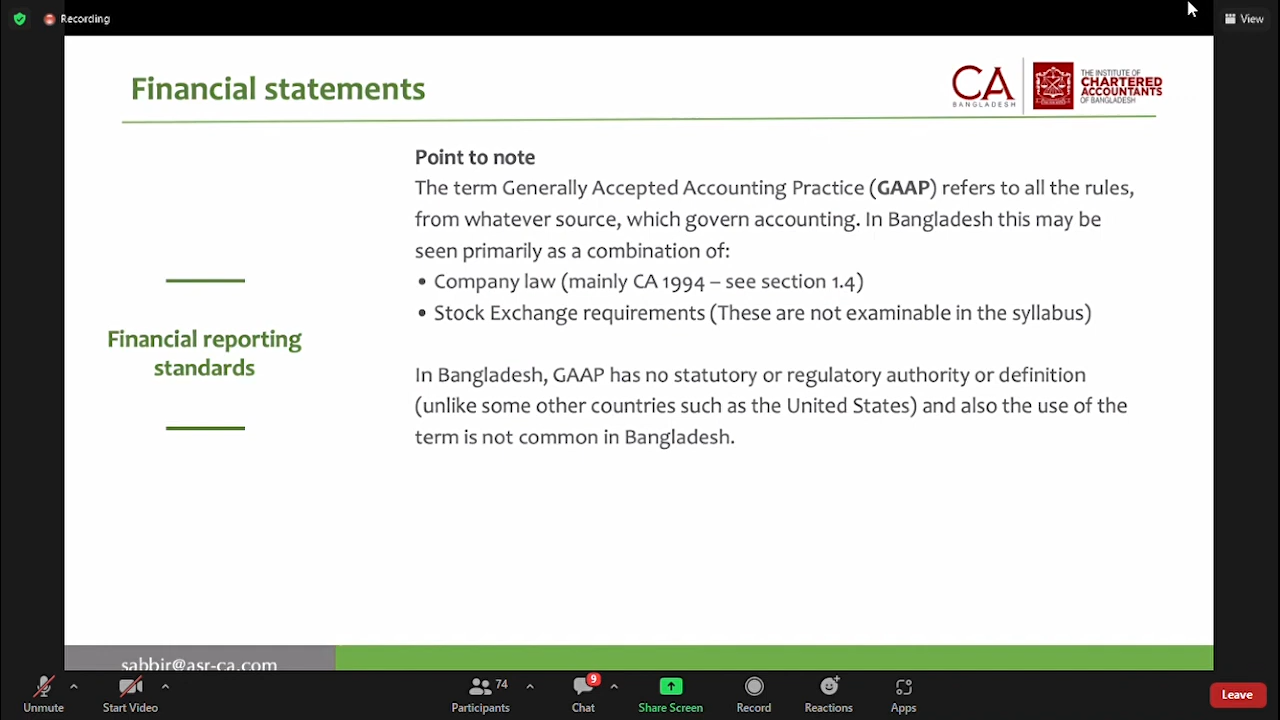 Recording
View
Financial statements
CA
BANGLADESH
THE INSTITUTE OF
CHARTERED
ACCOUNTANTS
OF BANGLADESH
Point to note
The term Generally Accepted Accounting Practice (GAAP) refers to all the rules,
from whatever source, which govern accounting. In Bangladesh this may be
seen primarily as a combination of:
• Company law (mainly CA 1994 – see section 1.4)
• Stock Exchange requirements (These are not examinable in the syllabus)
Financial reporting
standards
In Bangladesh, GAAP has no statutory or regulatory authority or definition
(unlike some other countries such as the United States) and also the use of the
term is not common in Bangladesh.
sabbir@asr-ca.com
Unmute
Start Video
74
Participants
9
Chat
Share Screen
Record
Reactions
Apps
Leave